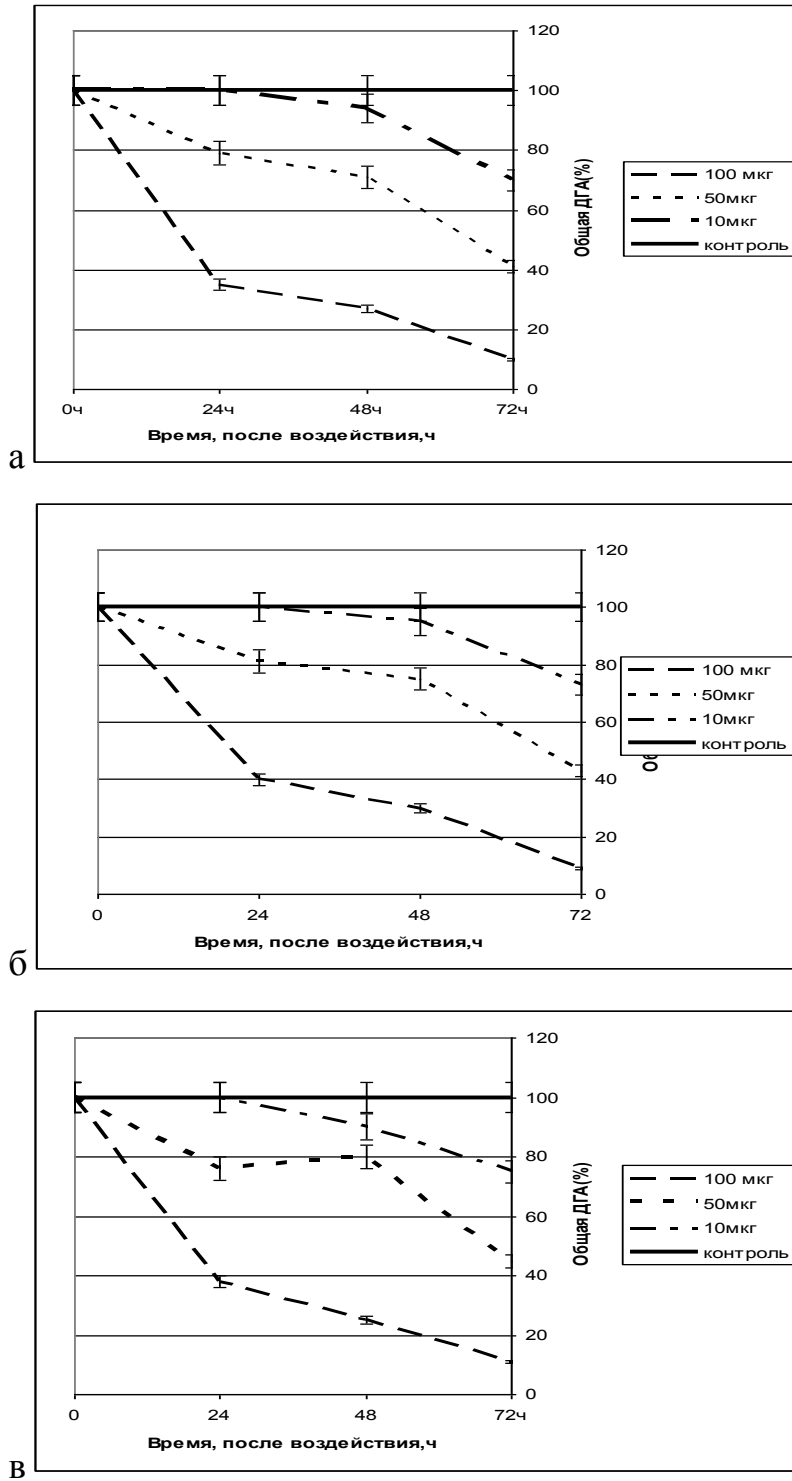 120
100
80
60
40
20
0
Общая ДГА(%)
0ч 24ч 48ч 72ч
Время, после воздействия,ч
100 мкг
50мкг
10мкг
контроль
а
120
100
80
60
40
20
0
0 24 48 72
Время, после воздействия,ч
100 мкг
50мкг
10мкг
контроль
б
120
100
80
60
40
20
0
Общая ДГА(%)
0 24 48 72ч
Время, после воздействия,ч
100 мкг
50мкг
10мкг
контроль
в